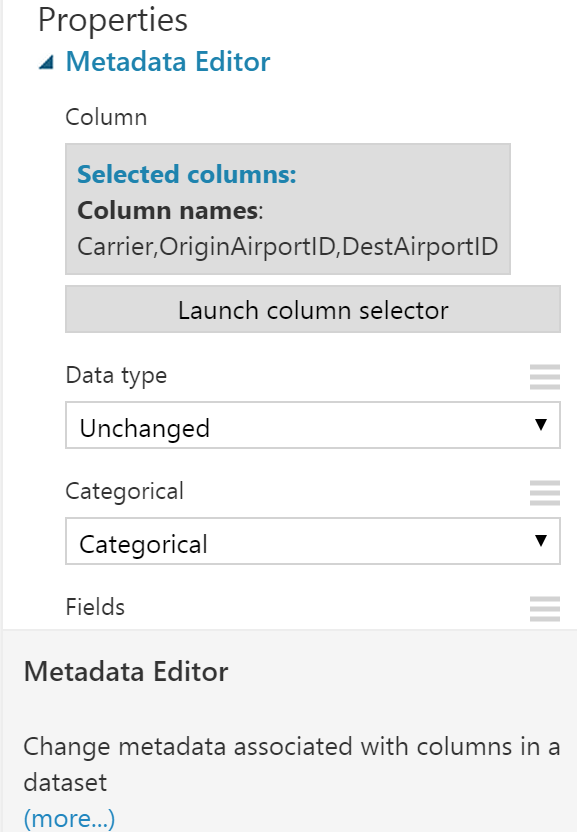 Properties
Metadata Editor
Column
Selected columns:
Column names:
Carrier,OriginAirportID,DestAirportID
Launch column selector
Data type
Unchanged
Categorical
Categorical
Fields
Metadata Editor
Change metadata associated with columns in a
dataset
(more...)